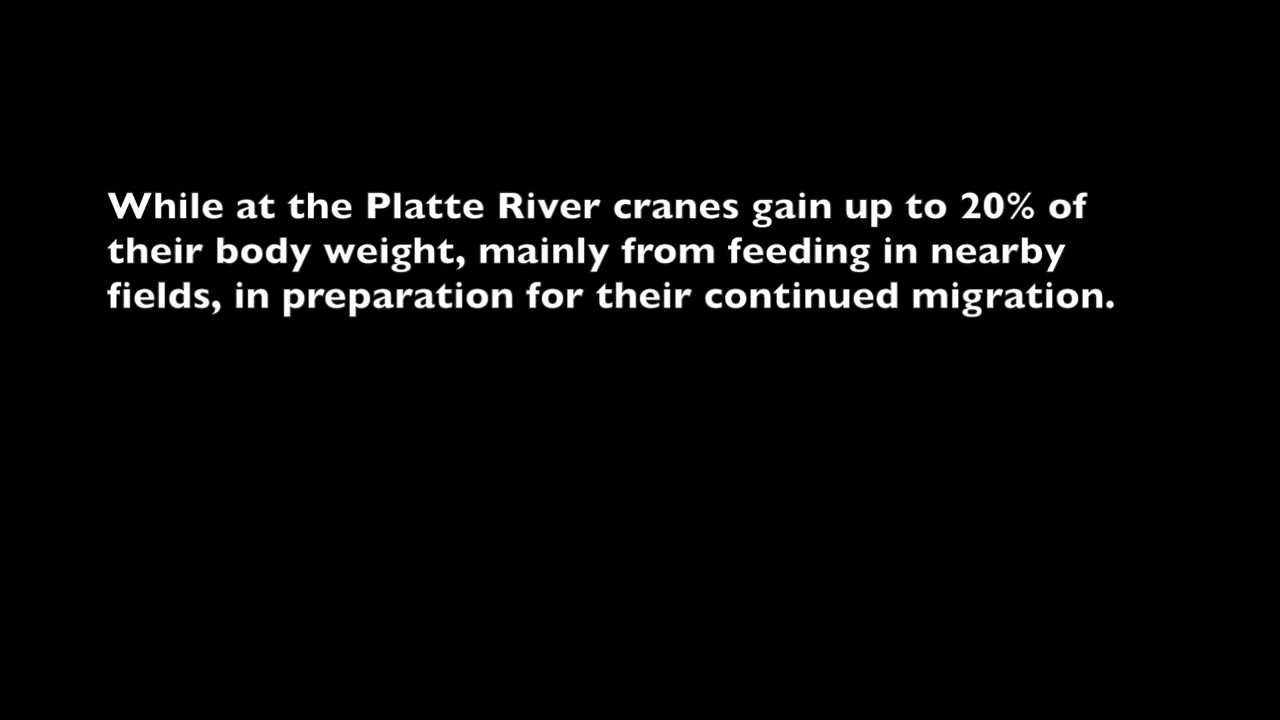 While at the Platte River cranes gain up to 20% of
their body weight, mainly from feeding in nearby
fields, in preparation for their continued migration.